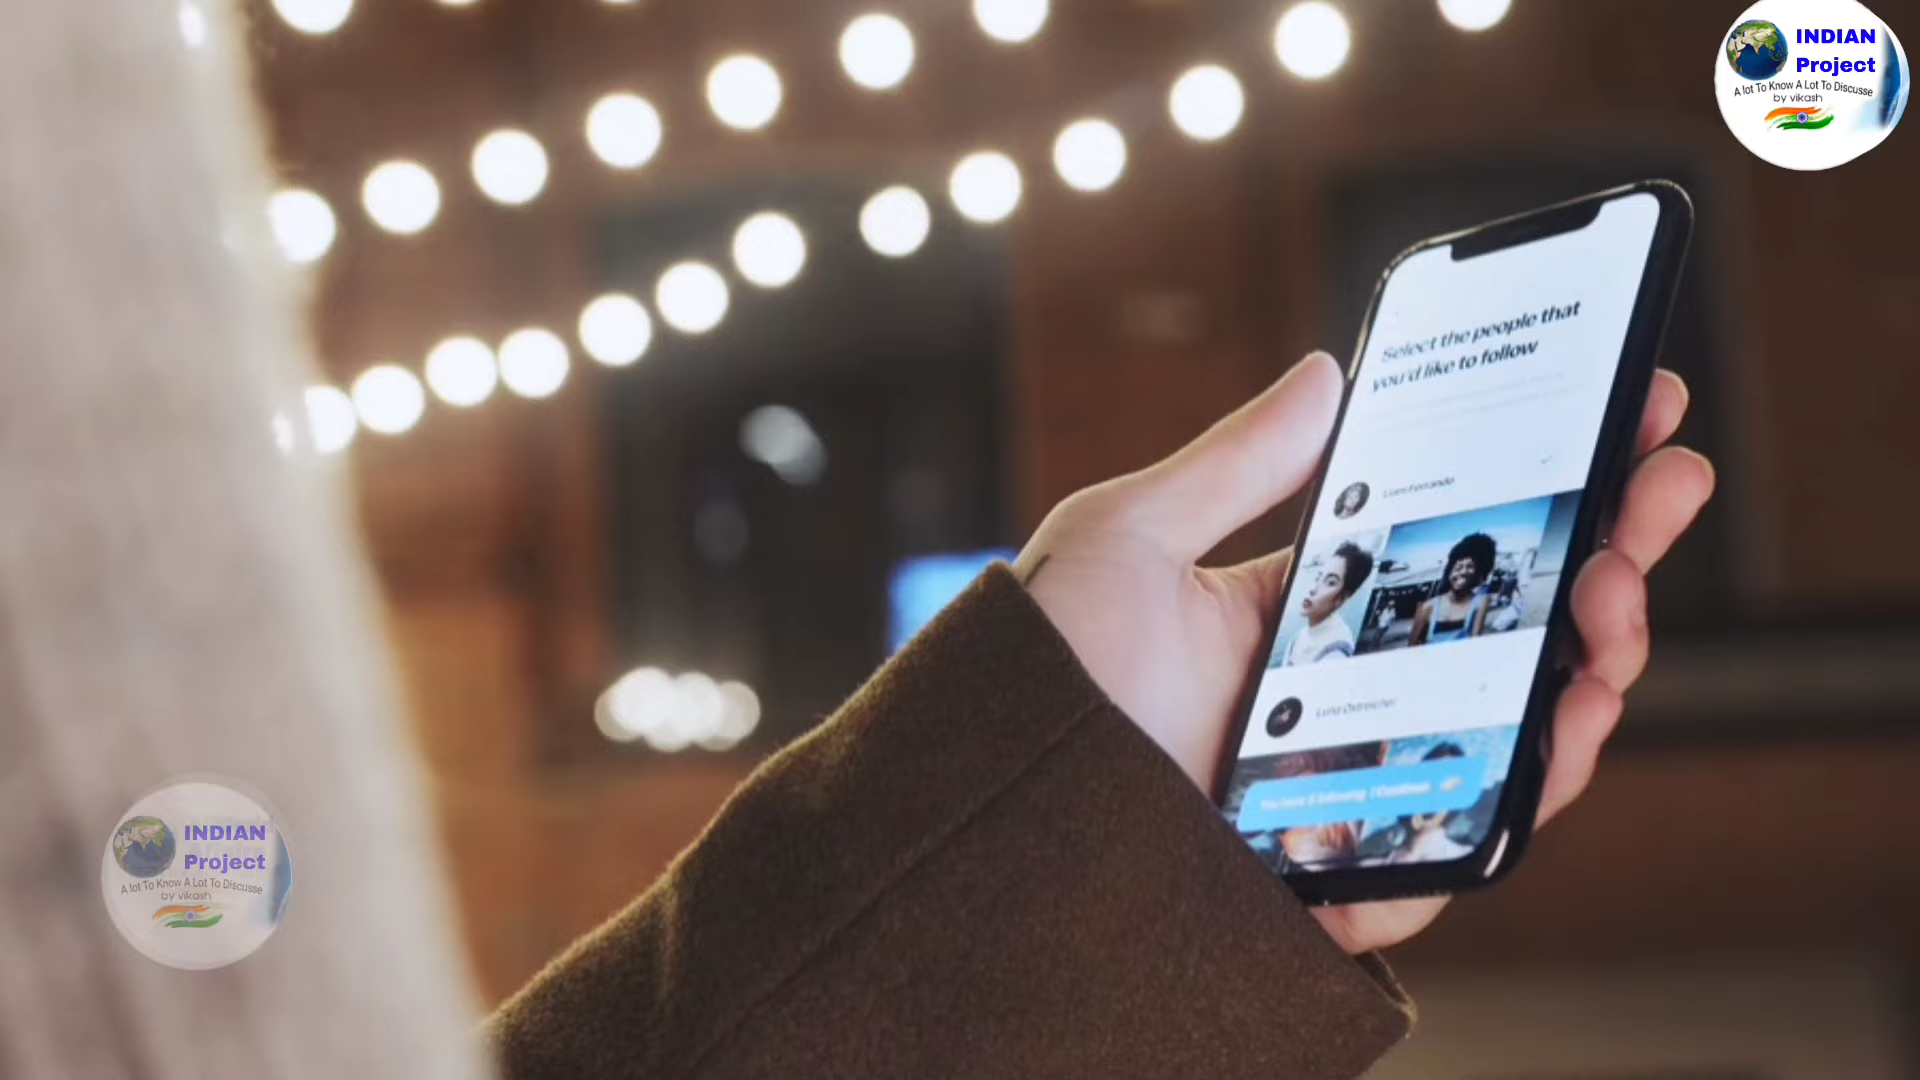 INDIAN
Project
A lot To Know A Lot To Discusse
by vikash
Select the people that
you'd like to follow
INDIAN
Project
A lot To Know A Lot To Discusse
by vikash